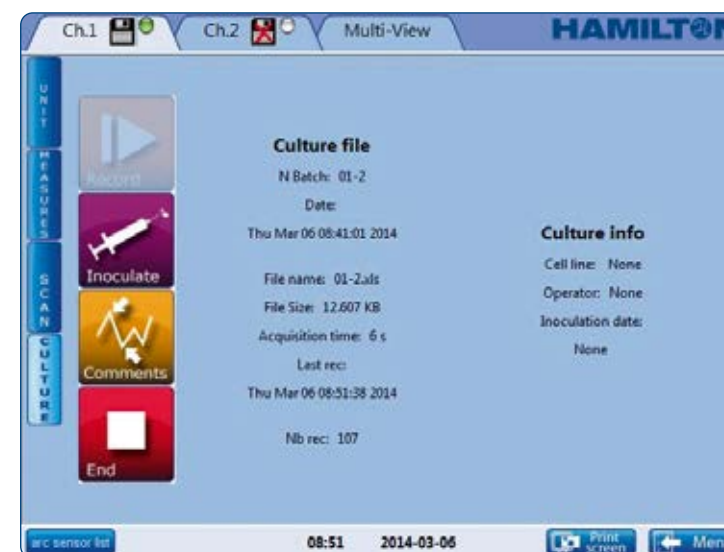 Ch.1
Ch.2
Multi-View
HAMILTON
UNIT
MEASURES
SCAN
CULTURE
Record
Inoculate
Comments
End
Culture file
N Batch: 01-2
Date:
Thu Mar 06 08:41:01 2014
File name: 01-2.xls
File Size: 12.607 KB
Acquisition time: 6 s
Last rec:
Thu Mar 06 08:51:38 2014
Nb rec: 107
Culture info
Cell line: None
Operator: None
Inoculation date:
None
arc sensor list
08:51 2014-03-06
Print
screen
Men